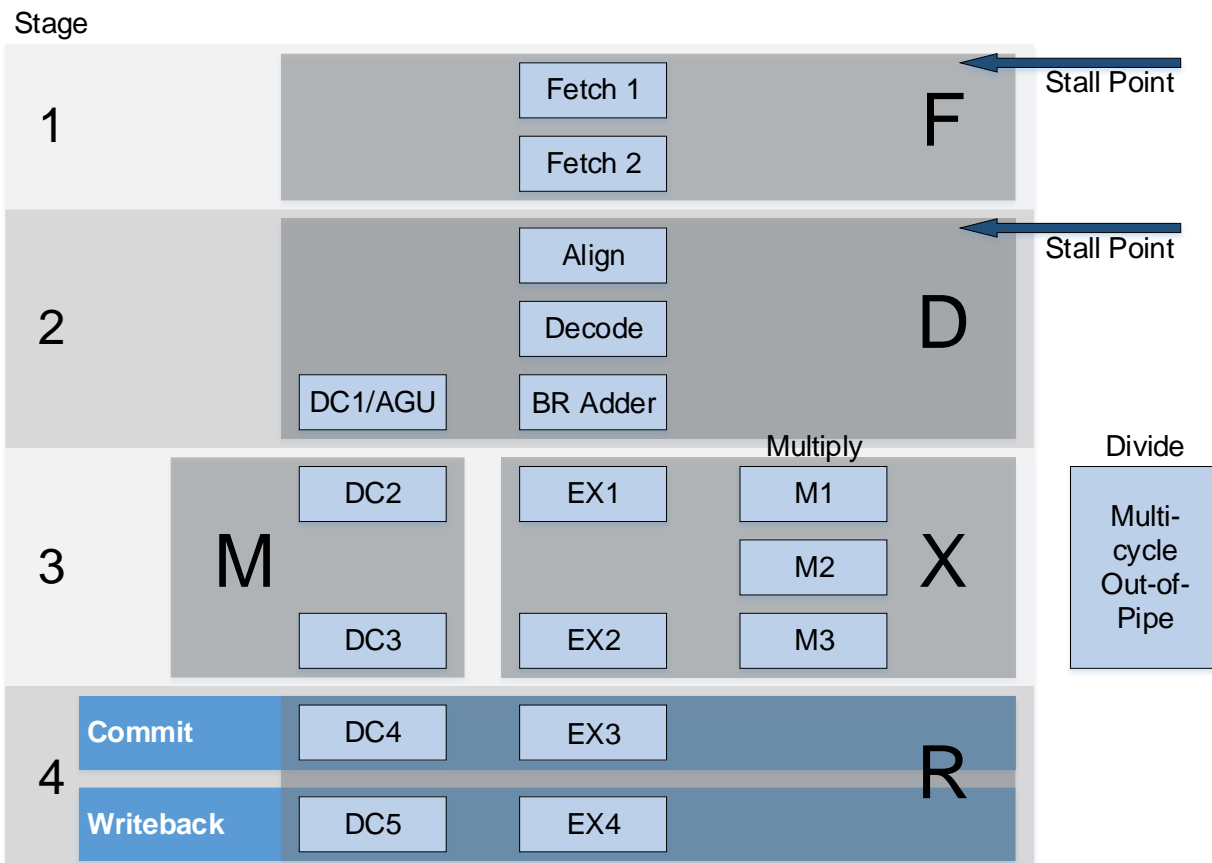 Stage
1
Fetch 1
Fetch 2
F
Stall Point
2
Align
Decode
DC1/AGU
BR Adder
D
Stall Point
Multiply
Divide
3
M
DC2
DC3
EX1
EX2
M1
M2
M3
X
Multi-
cycle
Out-of-
Pipe
4
Commit
DC4
EX3
R
Writeback
DC5
EX4